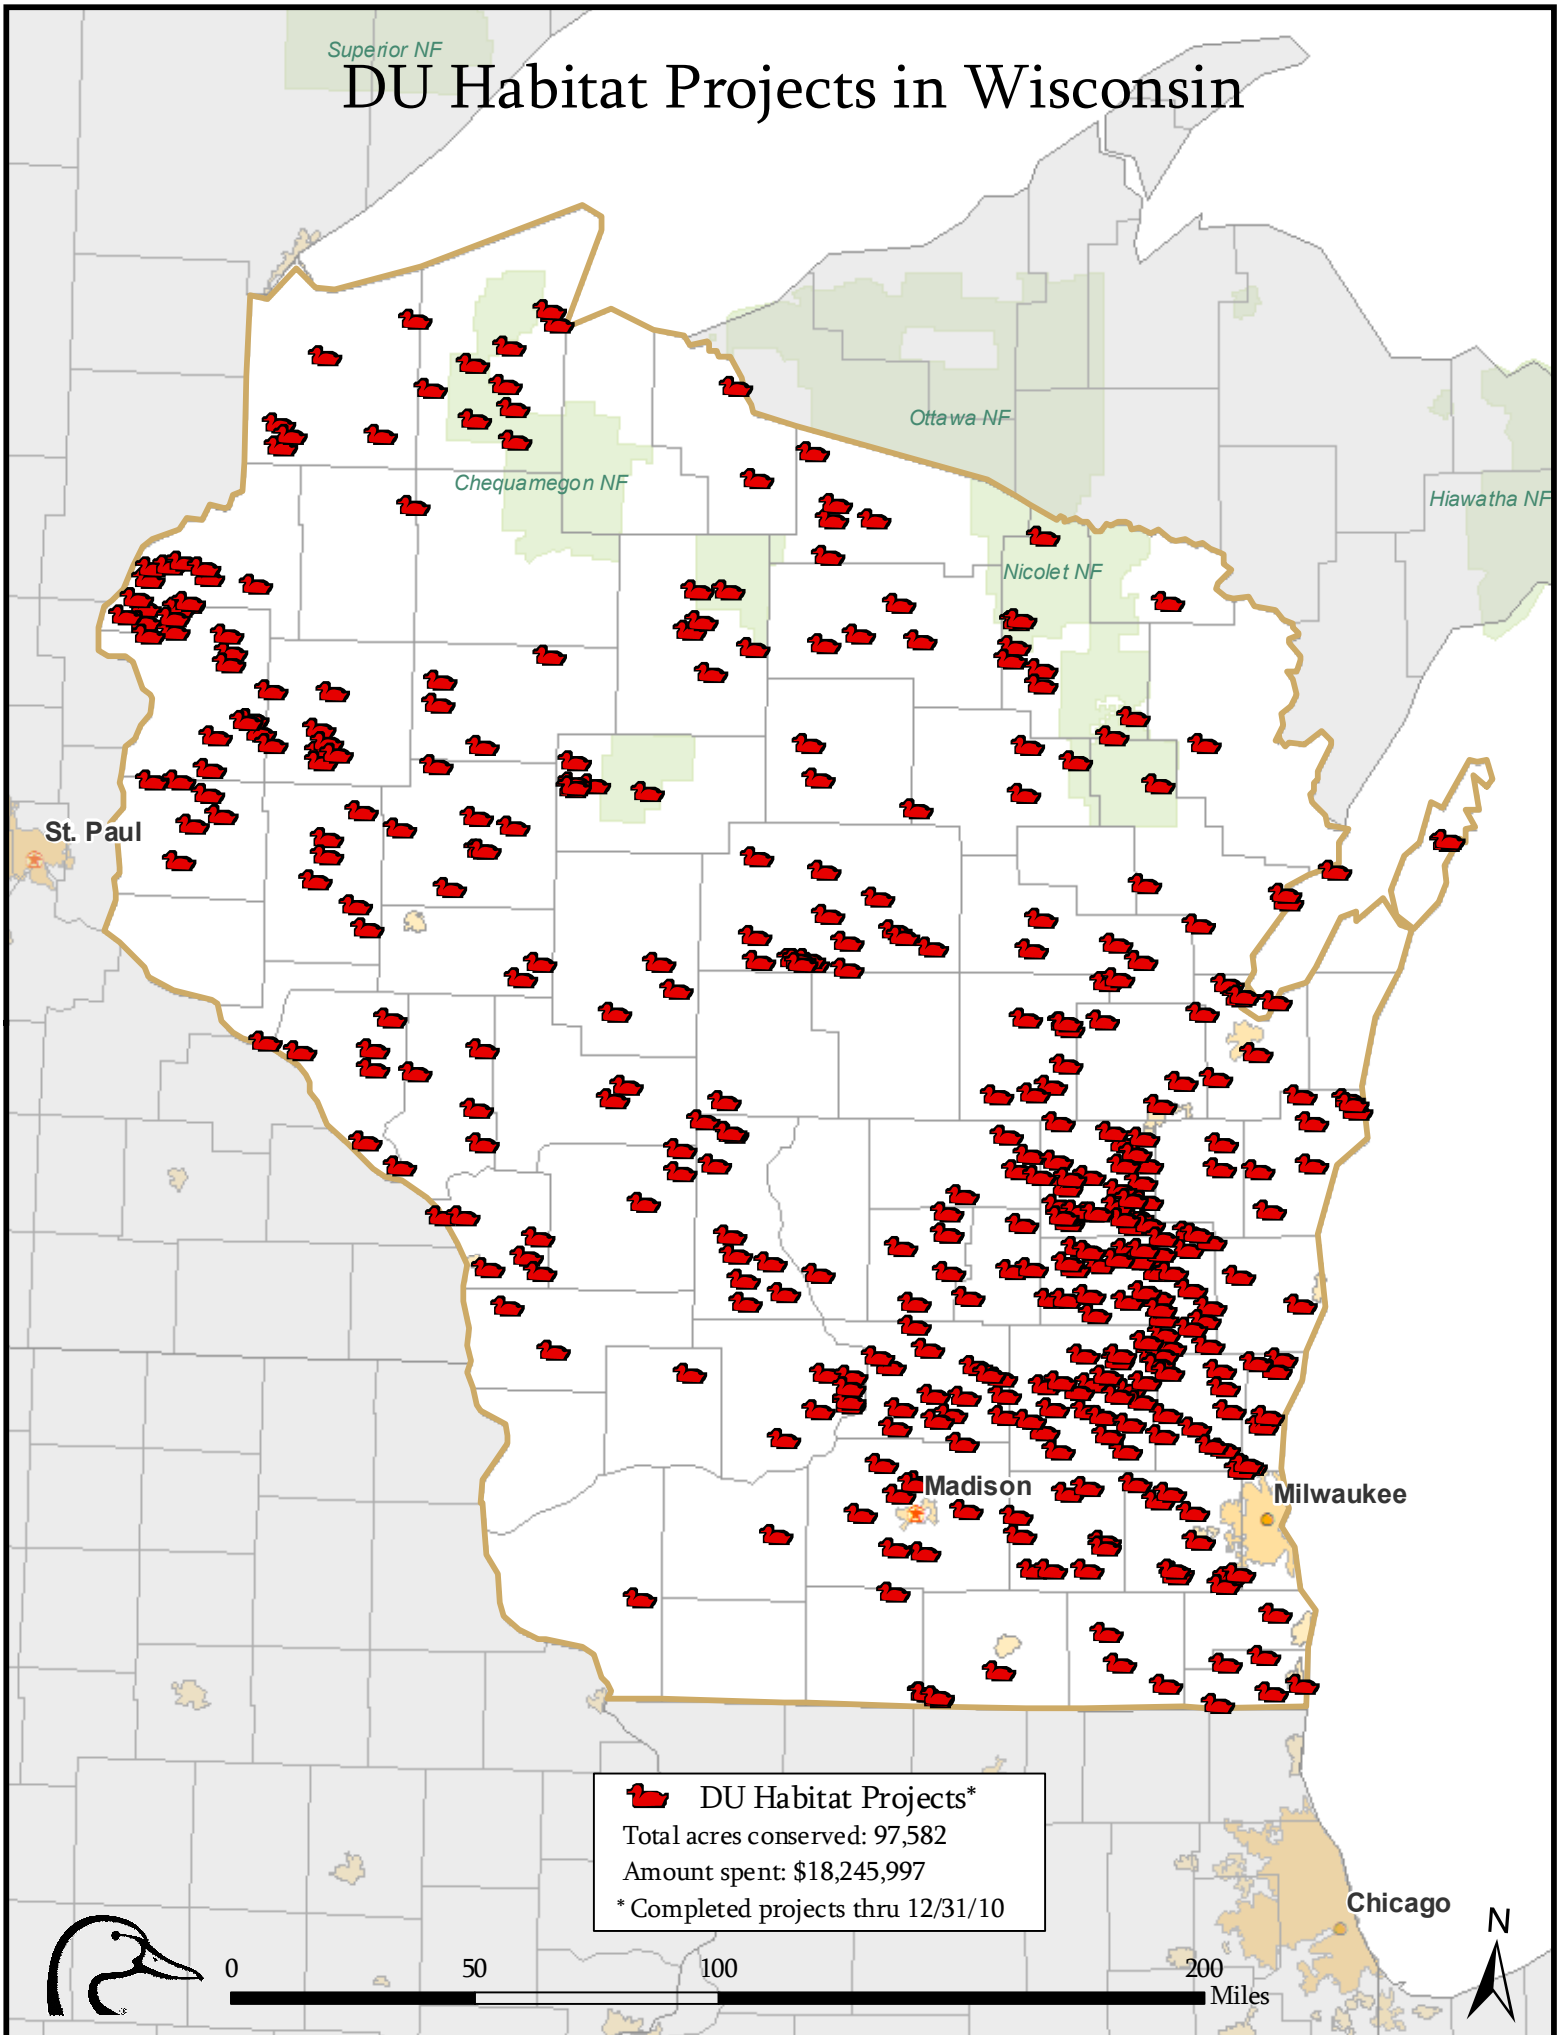 Superior NF
DU Habitat Projects in Wisconsin
Ottawa NF
Chequamegon NF
Hiawatha NF
Nicolet NF
St. Paul
Madison
Milwaukee
DU Habitat Projects*
Total acres conserved: 97,582
Amount spent: $18,245,997
* Completed projects thru 12/31/10
Chicago
N
0 50 100 200
Miles